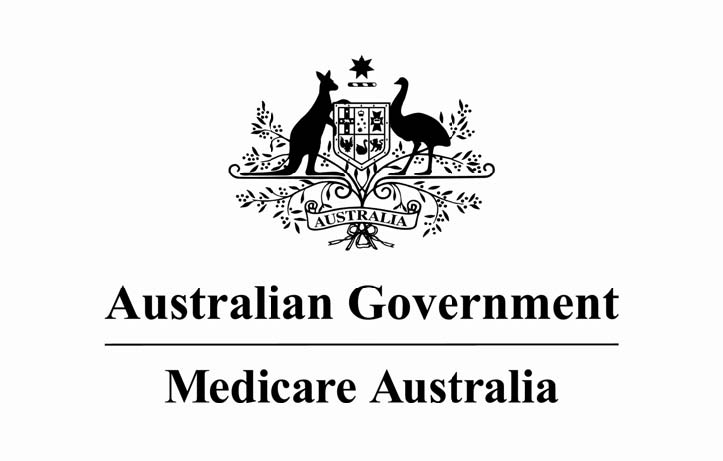 AUSTRALIA
Australian Government
Medicare Australia